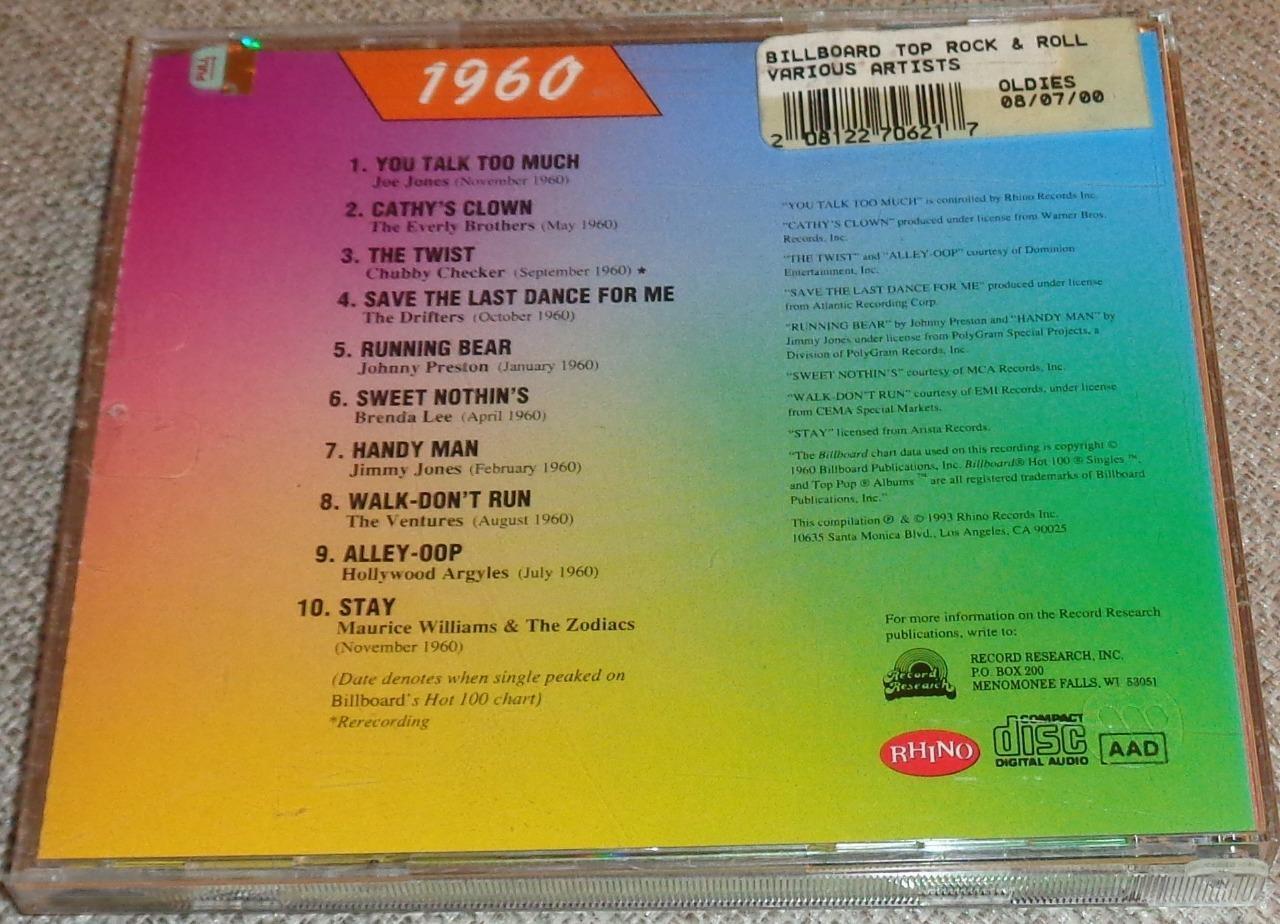 1960
BILLBOARD TOP ROCK & ROLL
VARIOUS ARTISTS
OLDIES
08/07/00
2 08122 70621 7
1. YOU TALK TOO MUCH
Joe Jones (November 1960)
2. CATHY'S CLOWN
The Everly Brothers (May 1960)
3. THE TWIST
Chubby Checker (September 1960) ★
4. SAVE THE LAST DANCE FOR ME
The Drifters (October 1960)
5. RUNNING BEAR
Johnny Preston (January 1960)
6. SWEET NOTHIN'S
Brenda Lee (April 1960)
7. HANDY MAN
Jimmy Jones (February 1960)
8. WALK-DON'T RUN
The Ventures (August 1960)
9. ALLEY-OOP
Hollywood Argyles (July 1960)
10. STAY
Maurice Williams & The Zodiacs
(November 1960)
(Date denotes when single peaked on
Billboard's Hot 100 chart)
*Rerecording
"YOU TALK TOO MUCH" is controlled by Rhino Records Inc.
"CATHY'S CLOWN" produced under license from Warner Bros.
Records, Inc.
"THE TWIST" and "ALLEY-OOP" courtesy of Dominion
Entertainment, Inc.
"SAVE THE LAST DANCE FOR ME" produced under license
from Atlantic Recording Corp.
"RUNNING BEAR" by Johnny Preston and "HANDY MAN" by
Jimmy Jones under license from PolyGram Special Projects, a
Division of PolyGram Records, Inc.
"SWEET NOTHIN'S" courtesy of MCA Records, Inc.
"WALK-DON'T RUN" courtesy of EMI Records, under license
from CEMA Special Markets.
"STAY" licensed from Arista Records.
"The Billboard chart data used on this recording is copyright ©
1960 Billboard Publications, Inc. Billboard® Hot 100 ® Singles ™,
and Top Pop ® Albums ™ are all registered trademarks of Billboard
Publications, Inc."
This compilation ℗ & © 1993 Rhino Records Inc.
10635 Santa Monica Blvd., Los Angeles, CA 90025
For more information on the Record Research
publications, write to:
Record
Research
RECORD RESEARCH, INC.
P.O. BOX 200
MENOMONEE FALLS, WI 53051
RHINO
COMPACT
disc
DIGITAL AUDIO
AAD